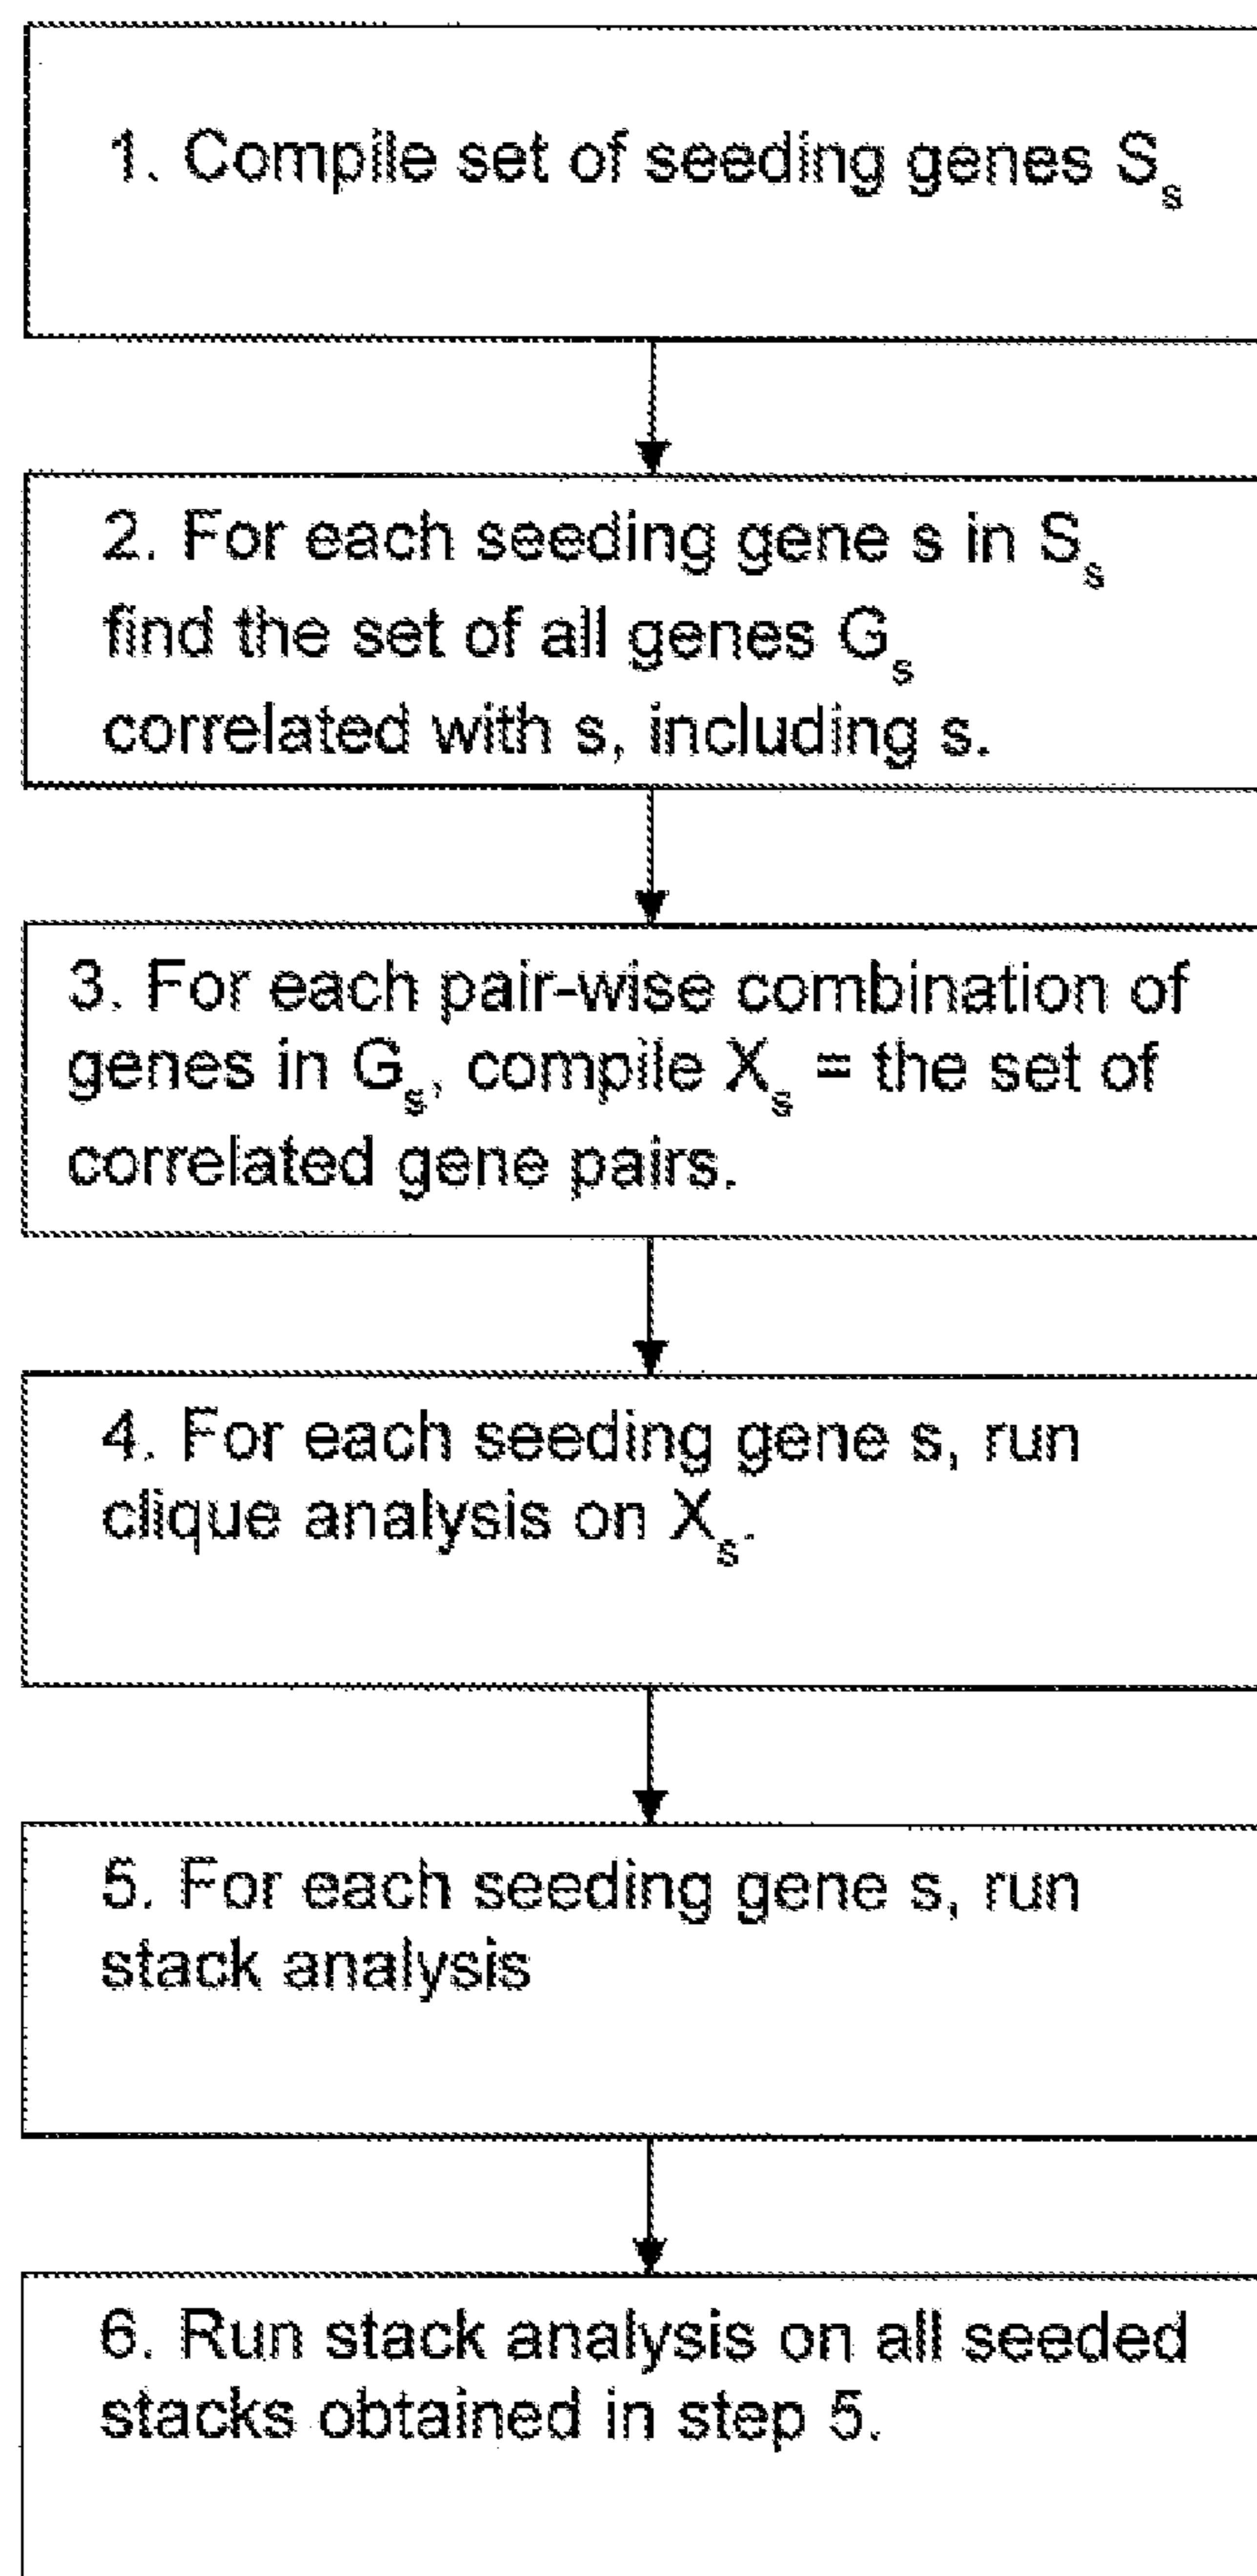 1. Compile set of seeding genes Ss
2. For each seeding gene s in Ss
find the set of all genes Gs
correlated with s, including s.
3. For each pair-wise combination of
genes in Gs, compile Xs = the set of
correlated gene pairs.
4. For each seeding gene s, run
clique analysis on Xs.
5. For each seeding gene s, run
stack analysis
6. Run stack analysis on all seeded
stacks obtained in step 5.